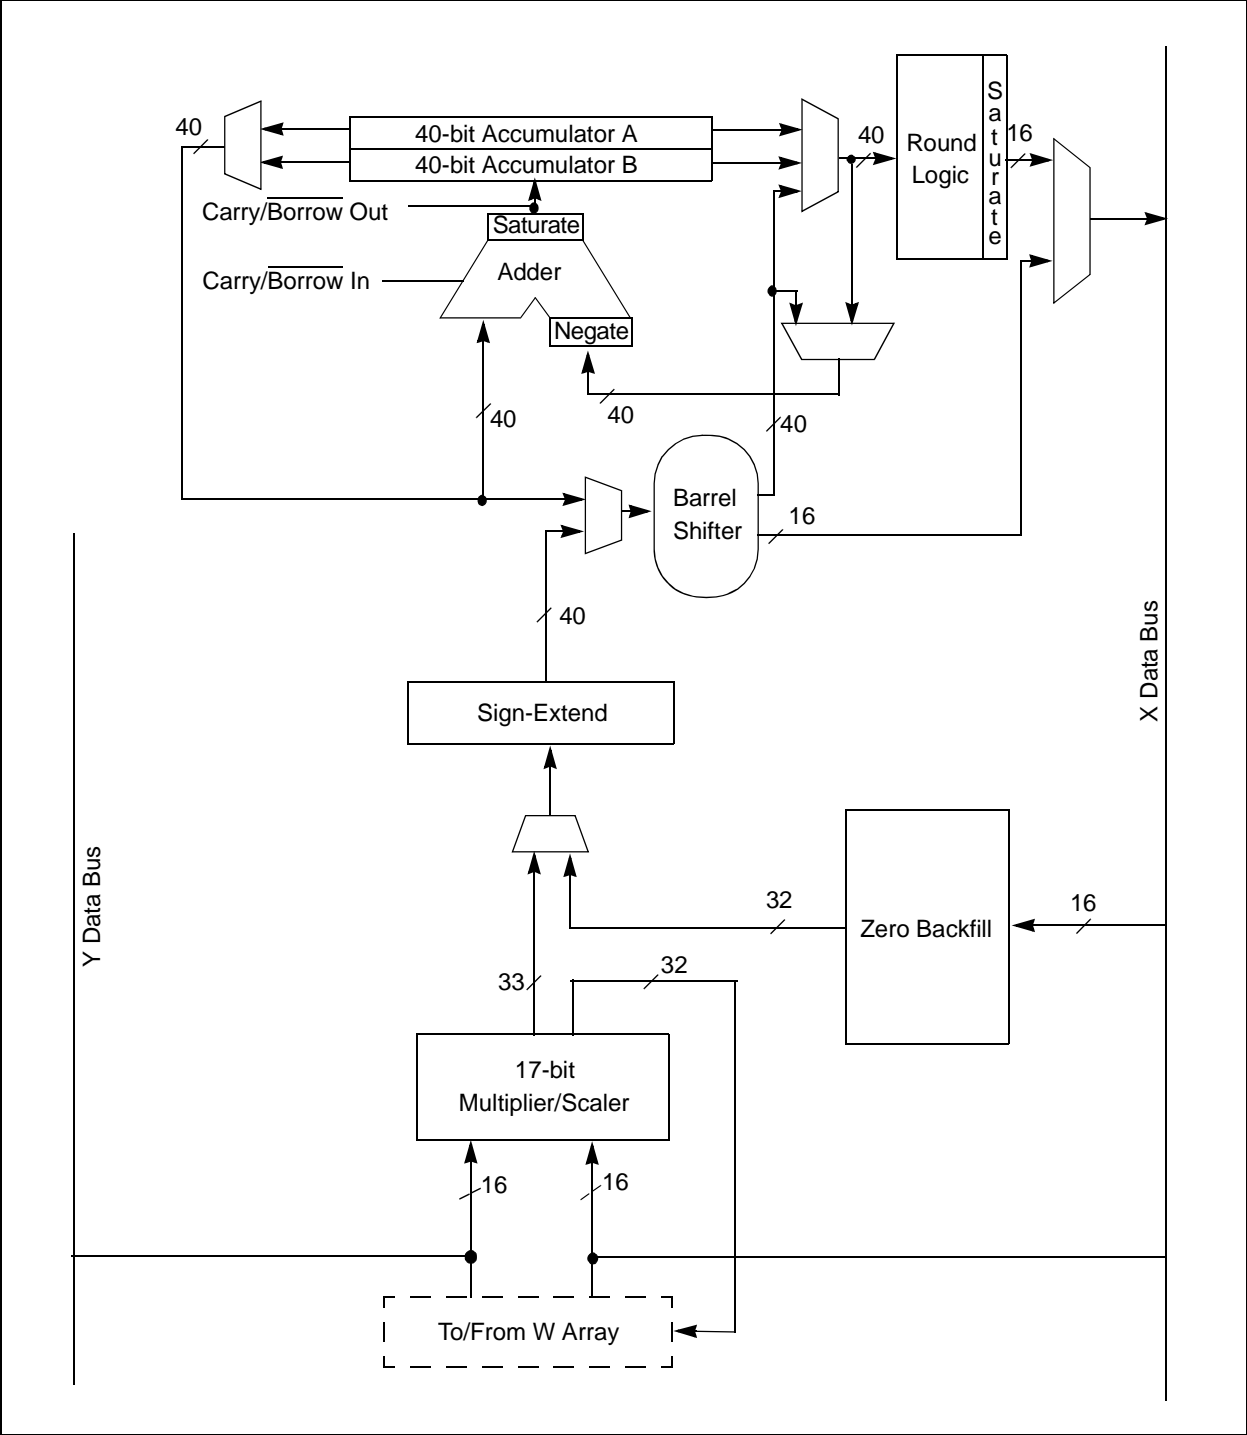 40
40-bit Accumulator A
40-bit Accumulator B
40
Round
Logic
Saturate
16
Carry/Borrow Out
Saturate
Carry/Borrow In
Adder
Negate
40
40
40
Barrel
Shifter
16
40
X Data Bus
Sign-Extend
Y Data Bus
32
Zero Backfill
16
33
32
17-bit
Multiplier/Scaler
16
16
To/From W Array